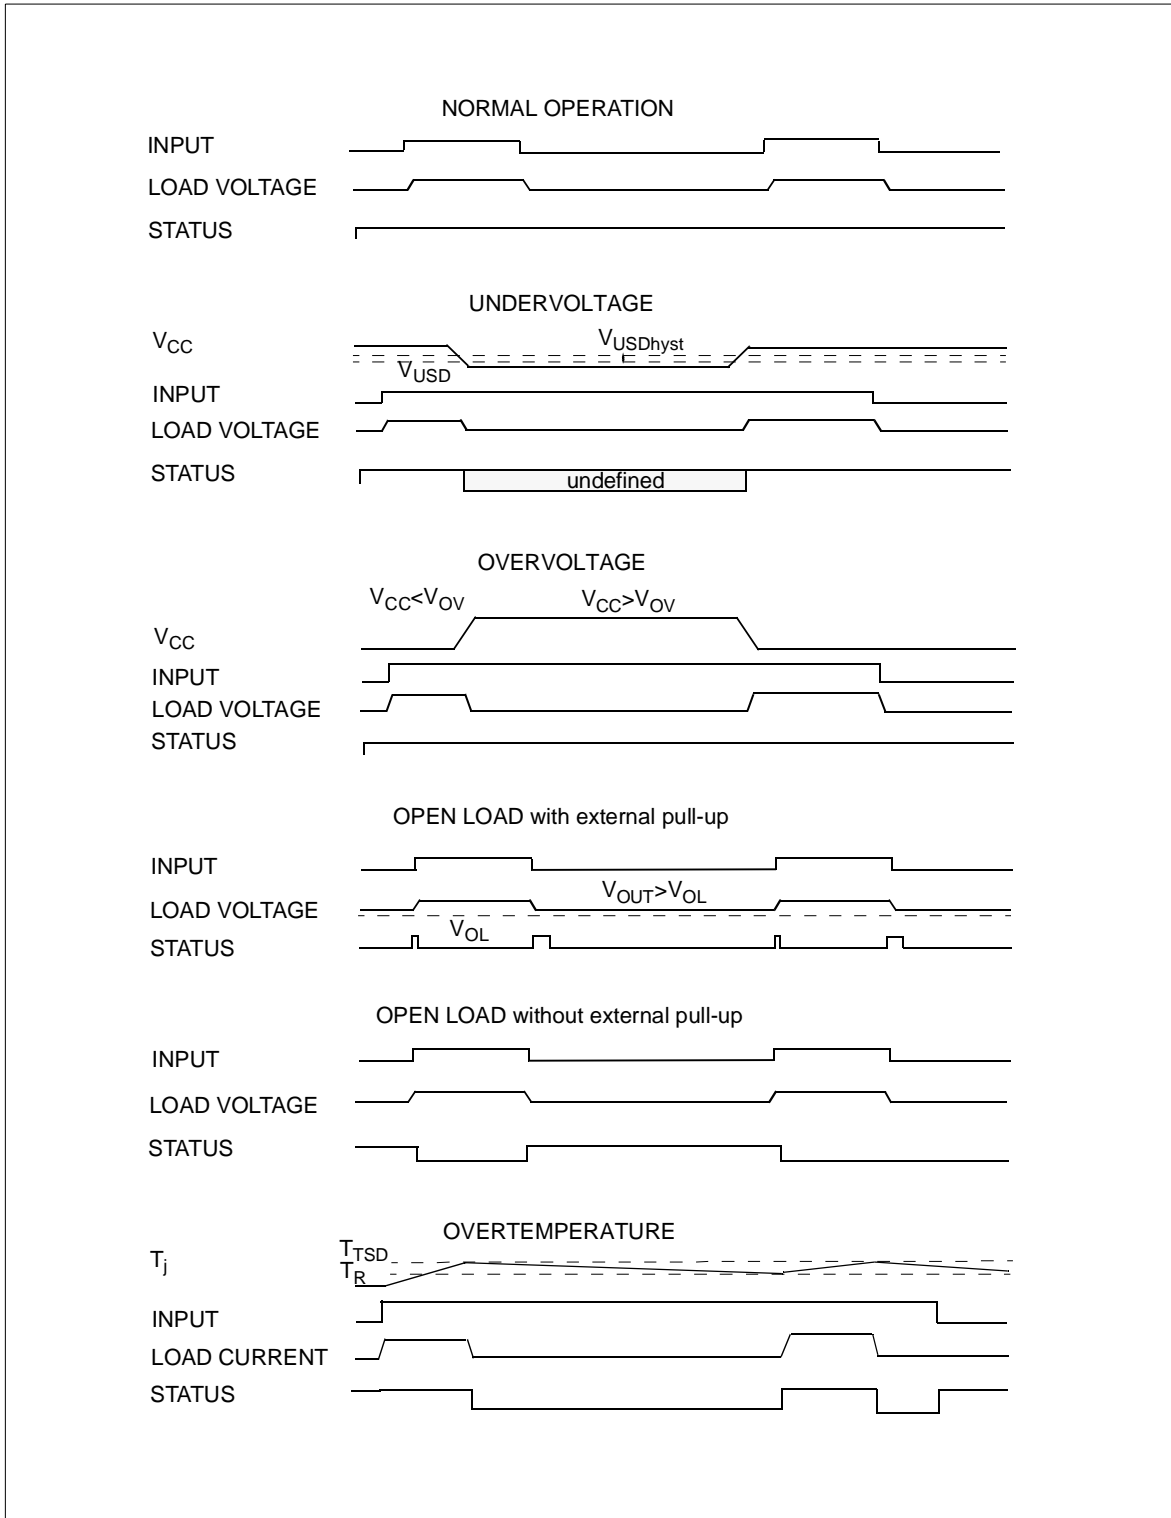 NORMAL OPERATION
INPUT
LOAD VOLTAGE
STATUS
UNDERVOLTAGE
VCC
VUSDhyst
VUSD
INPUT
LOAD VOLTAGE
STATUS
undefined
OVERVOLTAGE
VCC<VOV
VCC>VOV
VCC
INPUT
LOAD VOLTAGE
STATUS
OPEN LOAD with external pull-up
INPUT
VOUT>VOL
LOAD VOLTAGE
VOL
STATUS
OPEN LOAD without external pull-up
INPUT
LOAD VOLTAGE
STATUS
OVERTEMPERATURE
Tj
TTSD
TR
INPUT
LOAD CURRENT
STATUS